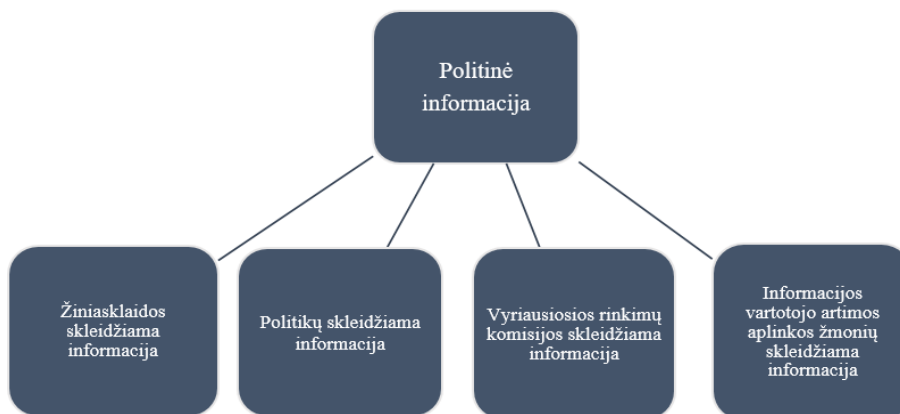 Politinė
informacija
Žiniasklaidos
skleidžiama
informacija
Politikų skleidžiama
informacija
Vyriausiosios rinkimų
komisijos skleidžiama
informacija
Informacijos
vartotojo artimos
aplinkos žmonių
skleidžiama
informacija